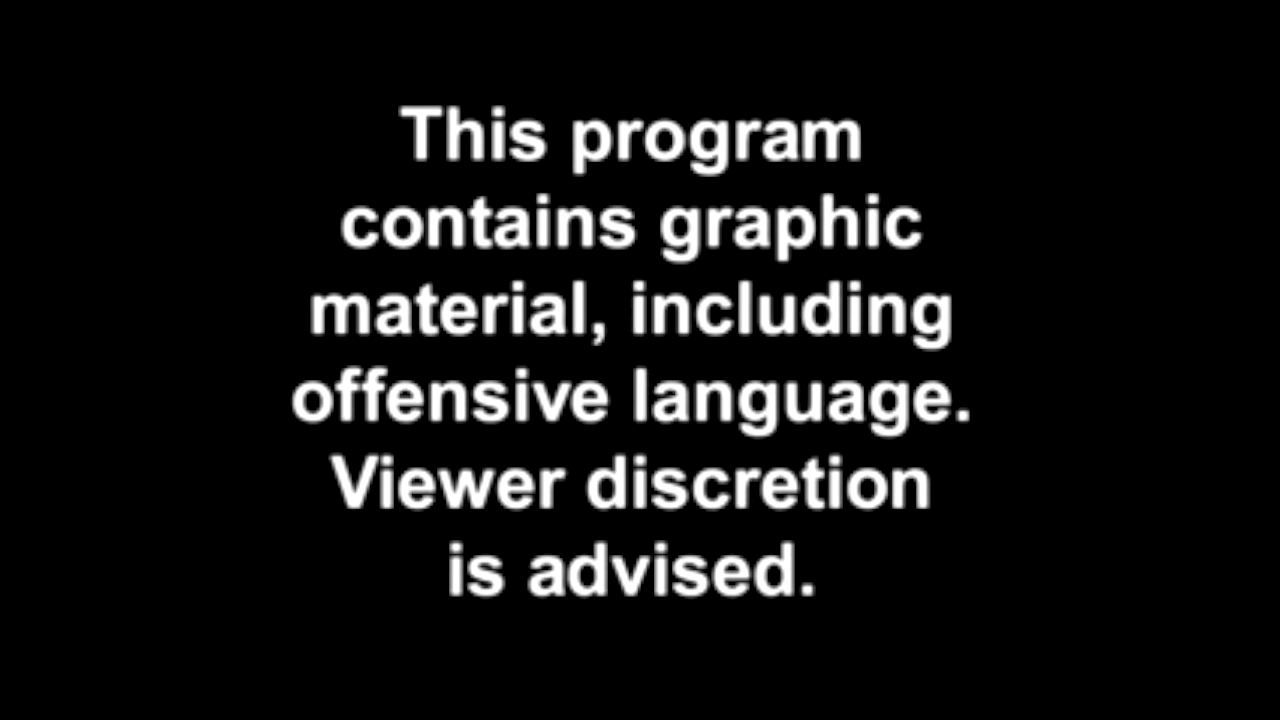 This program
contains graphic
material, including
offensive language.
Viewer discretion
is advised.